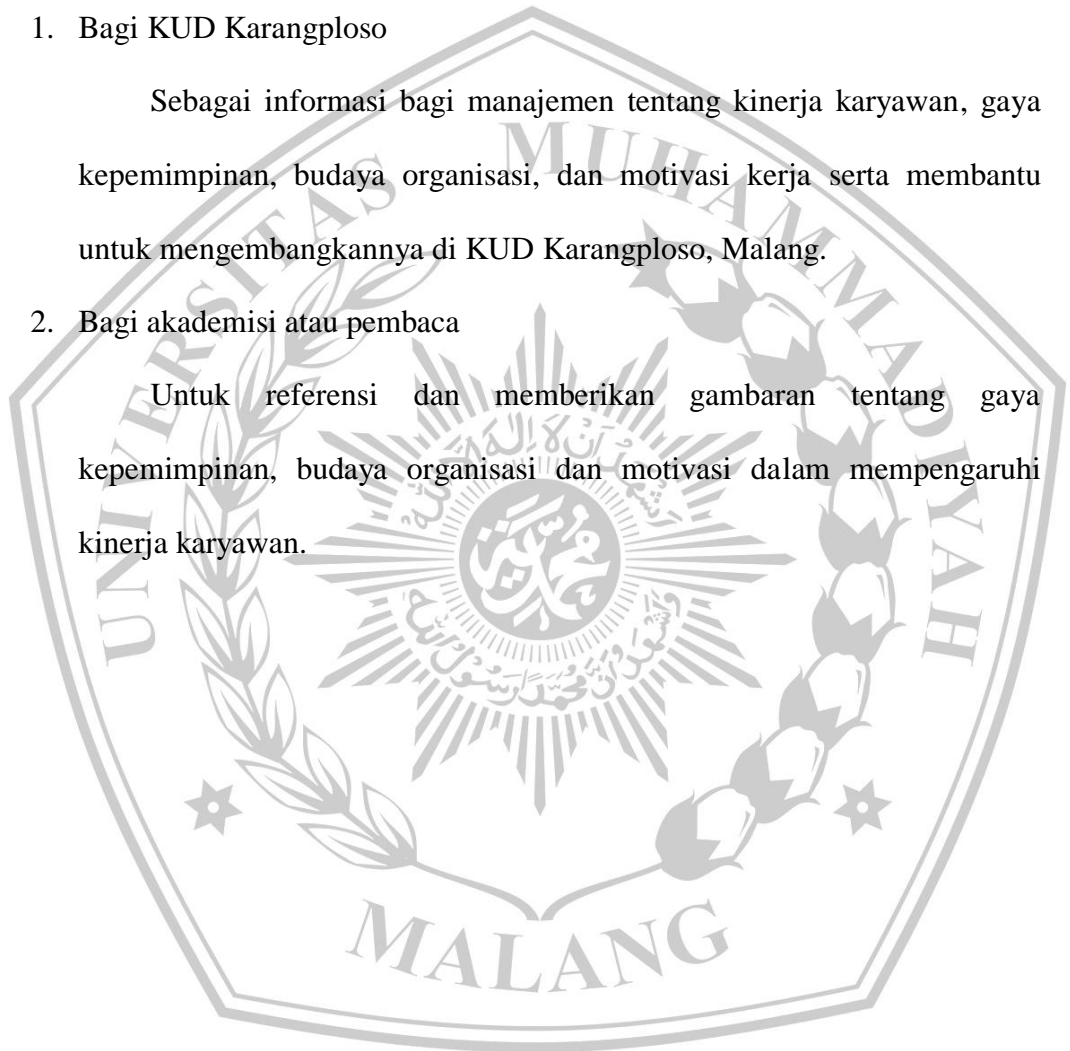 1. Bagi KUD Karangploso
Sebagai informasi bagi manajemen tentang kinerja karyawan, gaya
kepemimpinan, budaya organisasi, dan motivasi kerja serta membantu
untuk mengembangkannya di KUD Karangploso, Malang.
2. Bagi akademisi atau pembaca
Untuk referensi dan memberikan gambaran tentang gaya
kepemimpinan, budaya organisasi dan motivasi dalam mempengaruhi
kinerja karyawan.
UNIVERSITAS MUHAMMADIYAH
MALANG